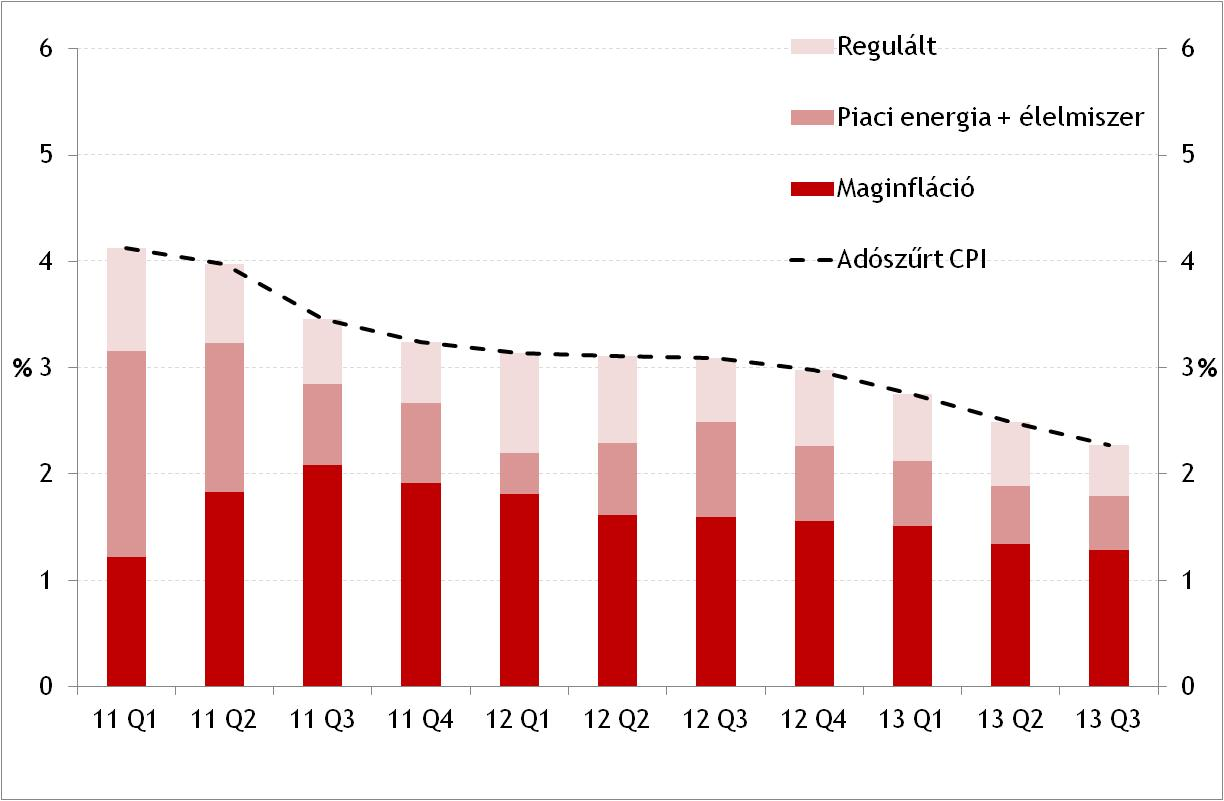 Regulált
Piaci energia + élelmiszer
Maginfláció
Adószűrt CPI
6
5
4
3
2
1
0
%
6
5
4
3
2
1
0
%
11 Q1
11 Q2
11 Q3
11 Q4
12 Q1
12 Q2
12 Q3
12 Q4
13 Q1
13 Q2
13 Q3